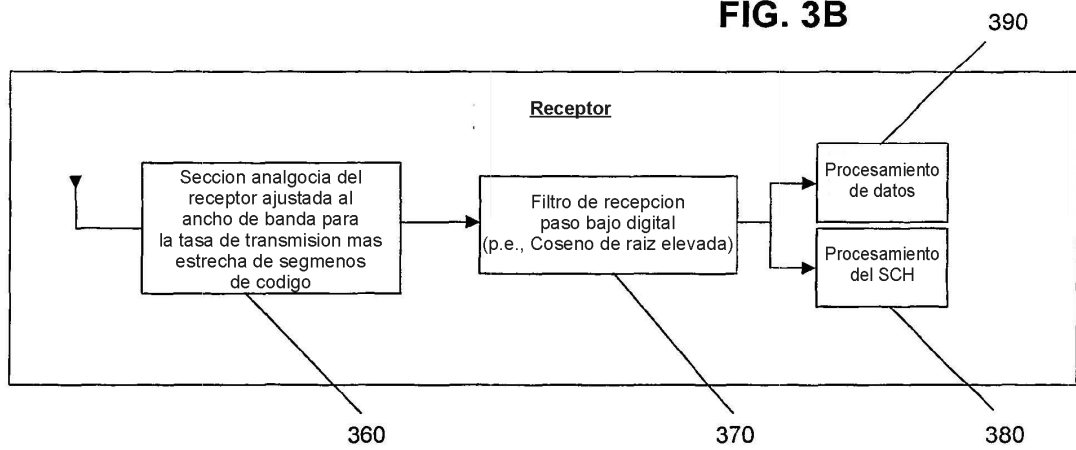 FIG. 3B
390
Receptor
Seccion analgocia del
receptor ajustada al
ancho de banda para
la tasa de transmision mas
estrecha de segmenos
de codigo
Filtro de recepcion
paso bajo digital
(p.e., Coseno de raiz elevada)
Procesamiento
de datos
Procesamiento
del SCH
360
370
380